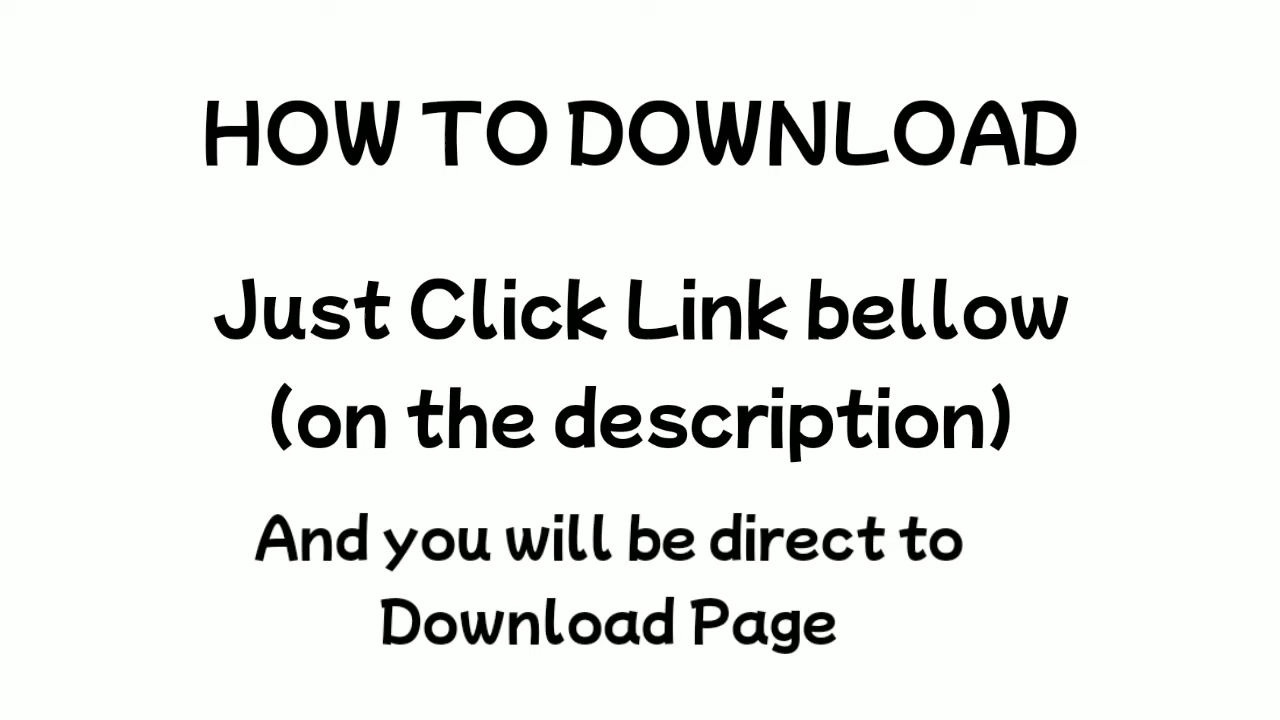 HOW TO DOWNLOAD
Just Click Link bellow
(on the description)
And you will be direct to
Download Page